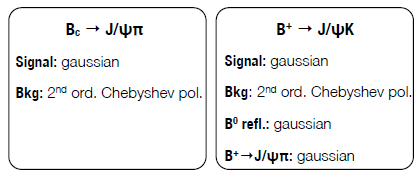 Bc → J/ψπ
Signal: gaussian
Bkg: 2nd ord. Chebyshev pol.
B+ → J/ψK
Signal: gaussian
Bkg: 2nd ord. Chebyshev pol.
B0 refl.: gaussian
B+→J/ψπ: gaussian